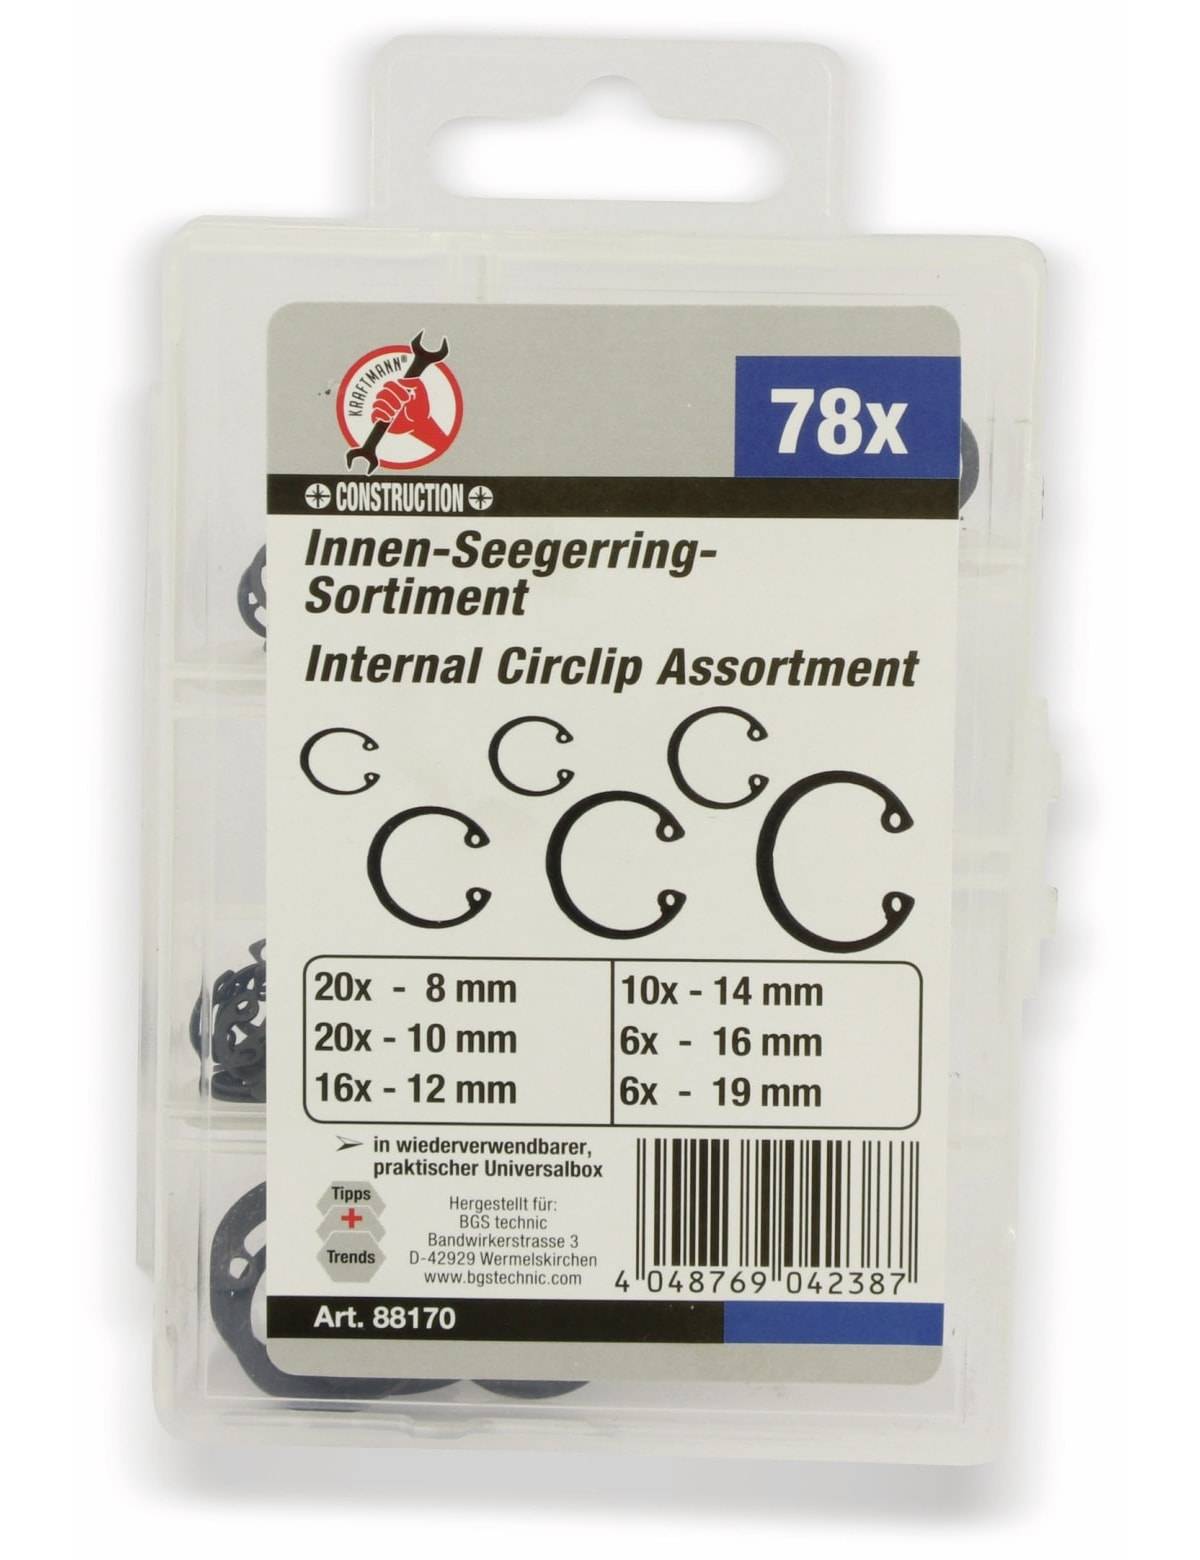 KRAFTMANN®
78x
CONSTRUCTION
Innen-Seegerring-
Sortiment
Internal Circlip Assortment
20x - 8 mm
20x - 10 mm
16x - 12 mm
10x - 14 mm
6x - 16 mm
6x - 19 mm
in wiederverwendbarer,
praktischer Universalbox
Tipps
+
Trends
Hergestellt für:
BGS technic
Bandwirkerstrasse 3
D-42929 Wermelskirchen
www.bgstechnic.com
4 048769 042387
Art. 88170